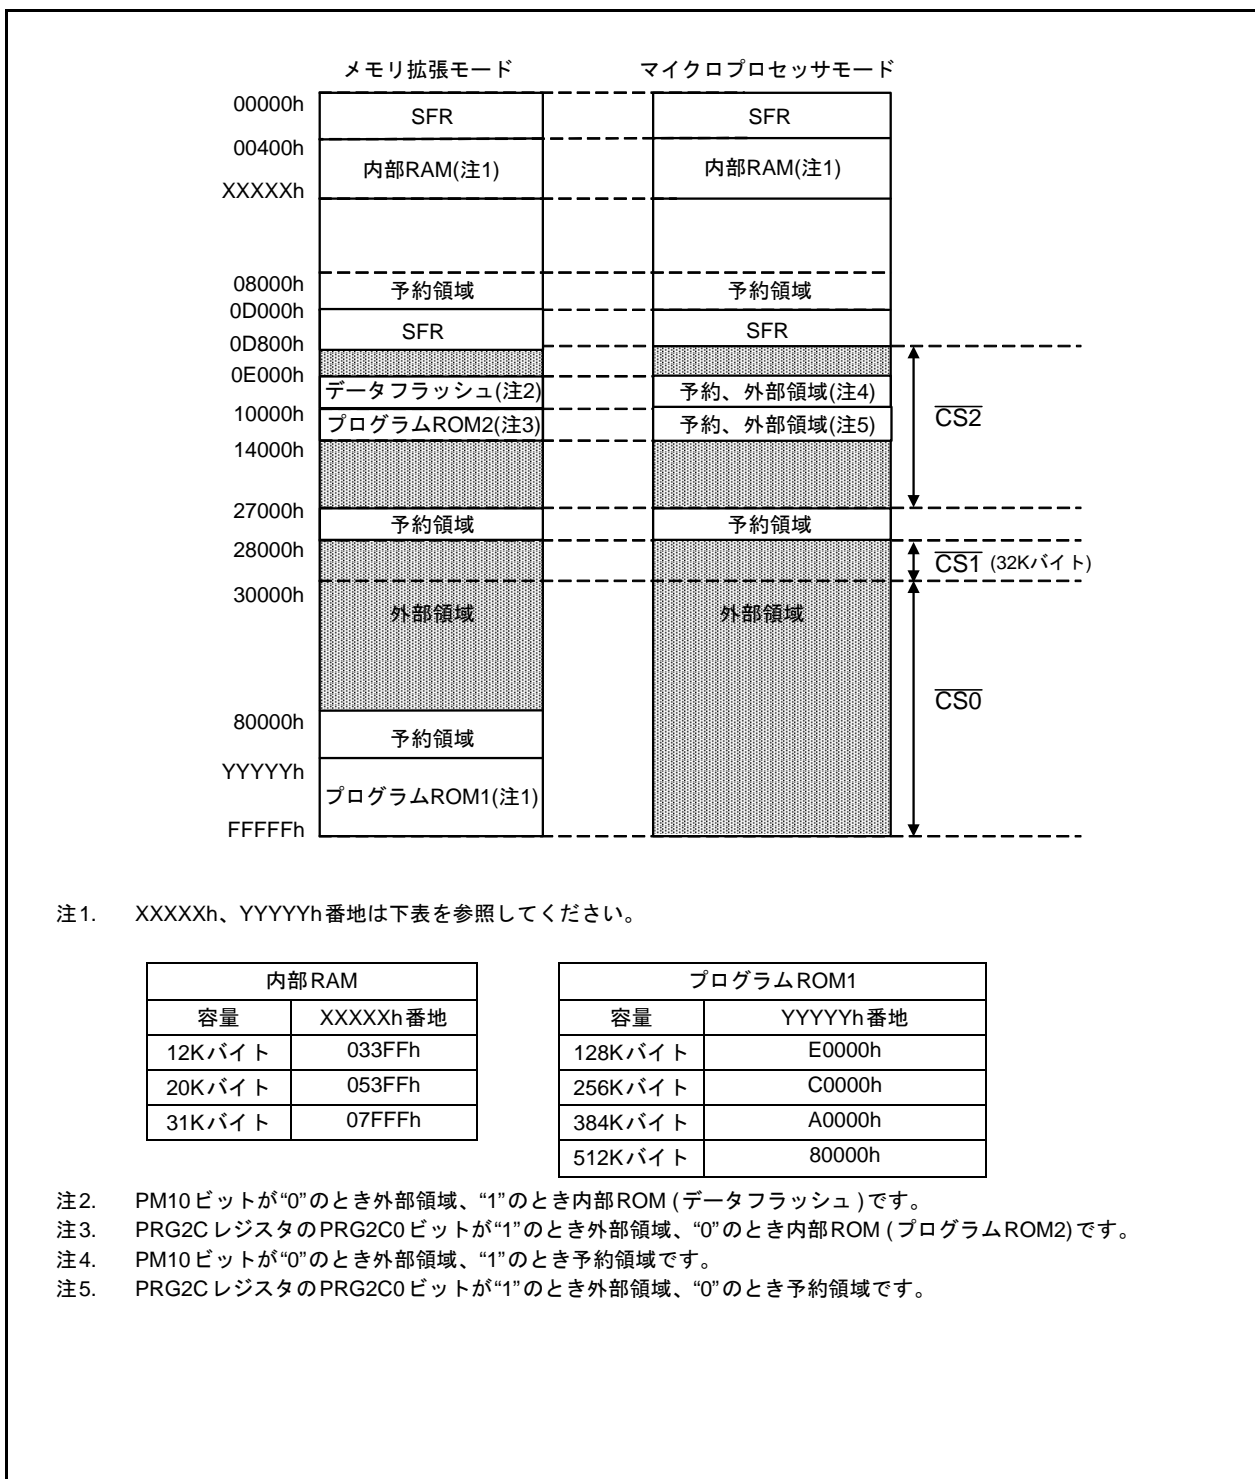 メモリ拡張モード マイクロプロセッサモード
00000h SFR SFR
00400h
内部RAM(注1) 内部RAM(注1)
XXXXXh
08000h 予約領域 予約領域
0D000h
SFR SFR
0D800h
0E000h
データフラッシュ(注2) 予約、外部領域(注4)
10000h CS2
プログラムROM2(注3) 予約、外部領域(注5)
14000h
27000h
予約領域 予約領域
28000h CS1 (32Kバイト)
30000h
外部領域 外部領域
CS0
80000h
予約領域
YYYYYh
プログラムROM1(注1)
FFFFFh
注1. XXXXXh、YYYYYh番地は下表を参照してください。
内部RAM プログラムROM1
容量 XXXXXh番地 容量 YYYYYh番地
12Kバイト 033FFh 128Kバイト E0000h
20Kバイト 053FFh 256Kバイト C0000h
31Kバイト 07FFFh 384Kバイト A0000h
512Kバイト 80000h
注2. PM10ビットが“0”のとき外部領域、“1”のとき内部ROM (データフラッシュ)です。
注3. PRG2CレジスタのPRG2C0ビットが“1”のとき外部領域、“0”のとき内部ROM (プログラムROM2)です。
注4. PM10ビットが“0”のとき外部領域、“1”のとき予約領域です。
注5. PRG2CレジスタのPRG2C0ビットが“1”のとき外部領域、“0”のとき予約領域です。